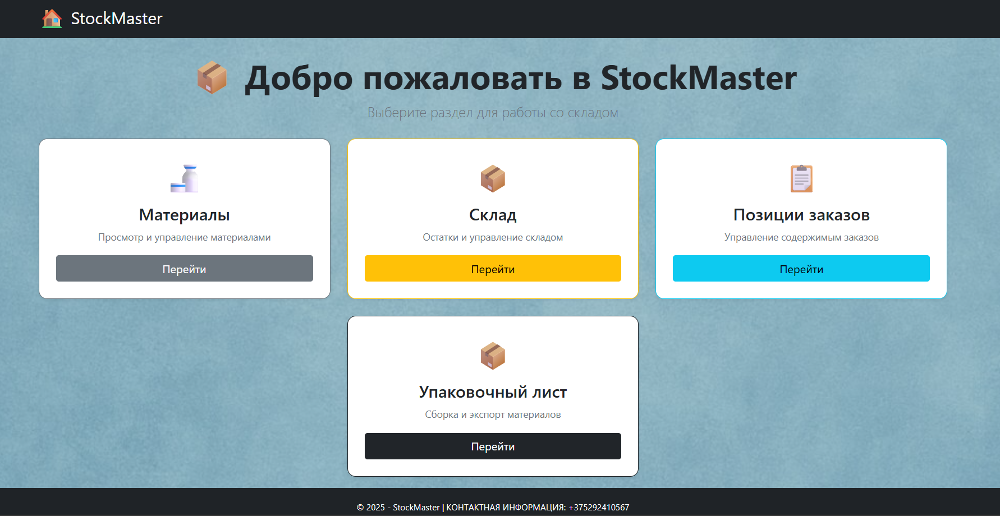 StockMaster
Добро пожаловать в StockMaster
Выберите раздел для работы со складом
Материалы
Просмотр и управление материалами
Перейти
Склад
Остатки и управление складом
Перейти
Позиции заказов
Управление содержимым заказов
Перейти
Упаковочный лист
Сборка и экспорт материалов
Перейти
© 2025 - StockMaster | КОНТАКТНАЯ ИНФОРМАЦИЯ: +375292410567